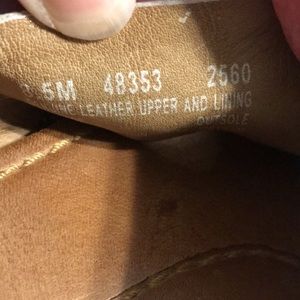 5M 48353 2560
LEATHER UPPER AND LINING
OUTSOLE